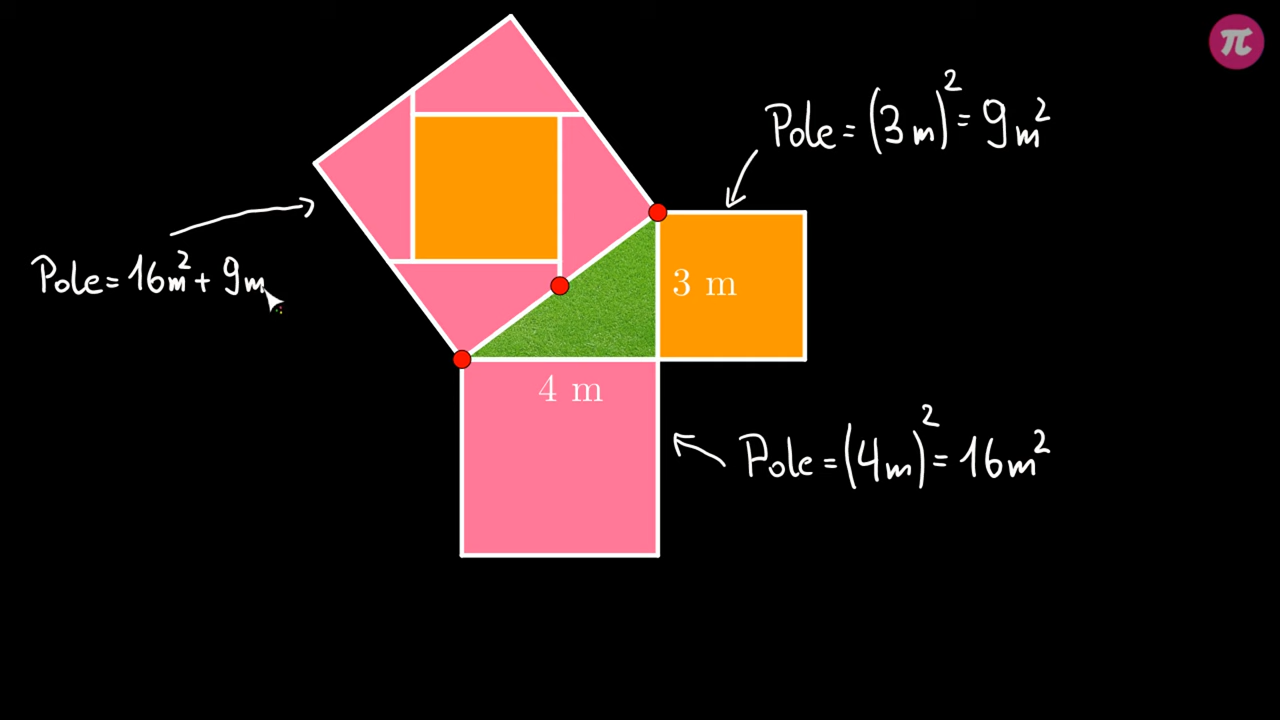 π
Pole = (3 m)² = 9 m²
Pole = 16 m² + 9 m
3 m
4 m
Pole = (4 m)² = 16 m²